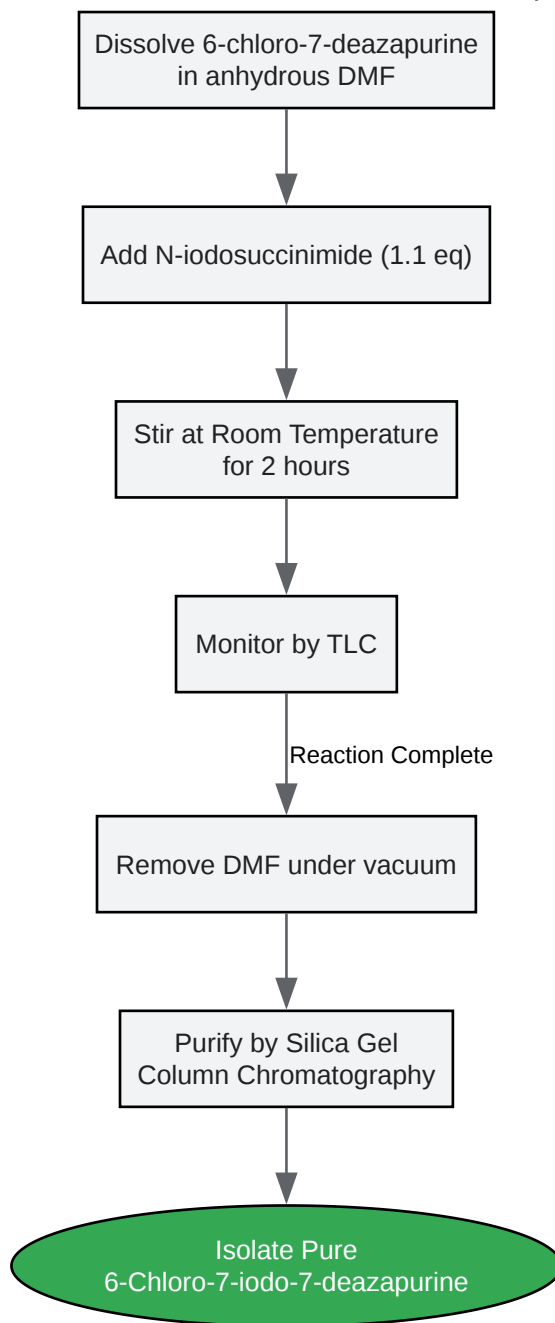 Dissolve 6-chloro-7-deazapurine
in anhydrous DMF
Add N-iodosuccinimide (1.1 eq)
Stir at Room Temperature
for 2 hours
Monitor by TLC
Reaction Complete
Remove DMF under vacuum
Purify by Silica Gel
Column Chromatography
Isolate Pure
6-Chloro-7-iodo-7-deazapurine